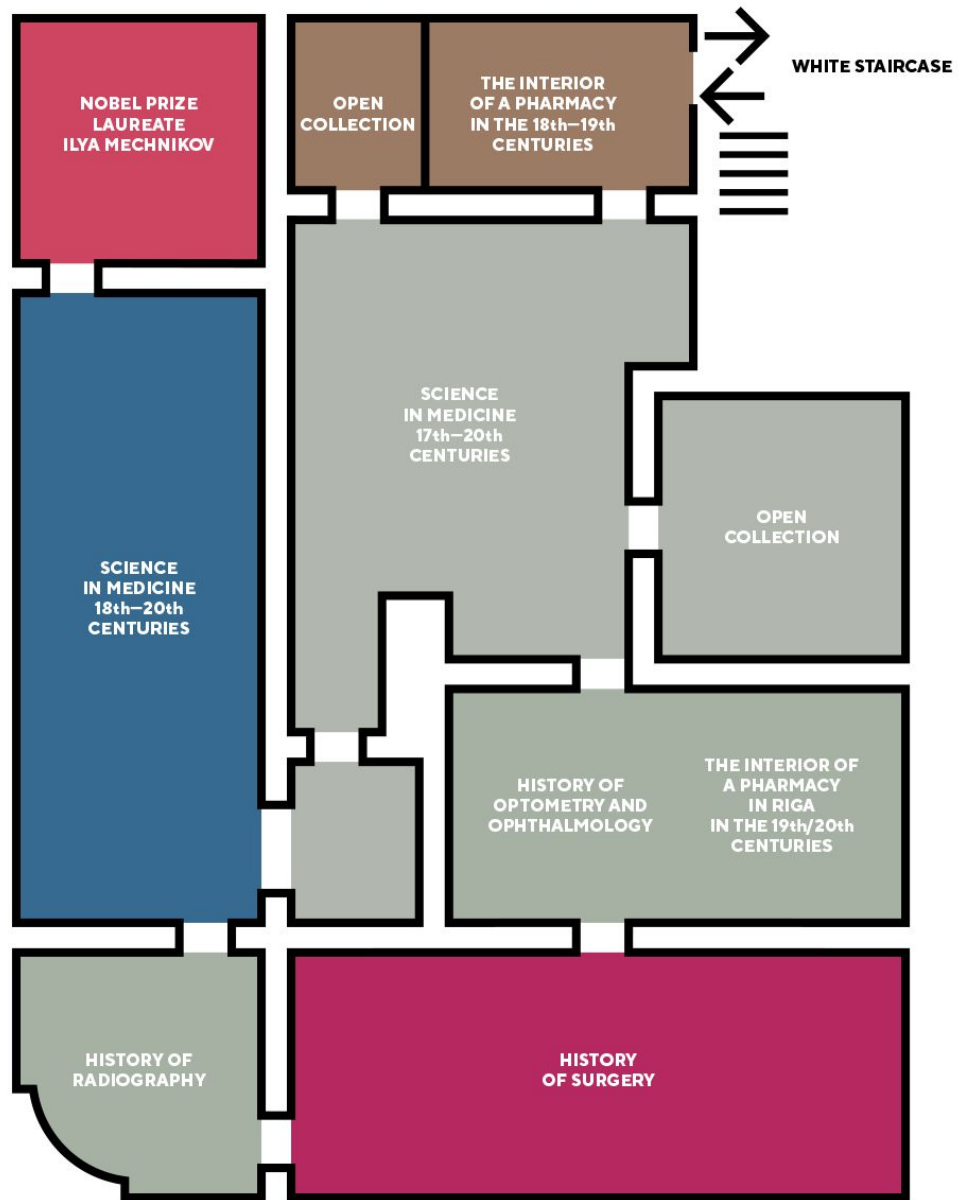 NOBEL PRIZE
LAUREATE
ILYA MECHNIKOV
OPEN
COLLECTION
THE INTERIOR
OF A PHARMACY
IN THE 18th–19th
CENTURIES
WHITE STAIRCASE
SCIENCE
IN MEDICINE
17th–20th
CENTURIES
OPEN
COLLECTION
SCIENCE
IN MEDICINE
18th–20th
CENTURIES
HISTORY OF
OPTOMETRY AND
OPHTHALMOLOGY
THE INTERIOR OF
A PHARMACY
IN RIGA
IN THE 19th/20th
CENTURIES
HISTORY OF
RADIOGRAPHY
HISTORY
OF SURGERY